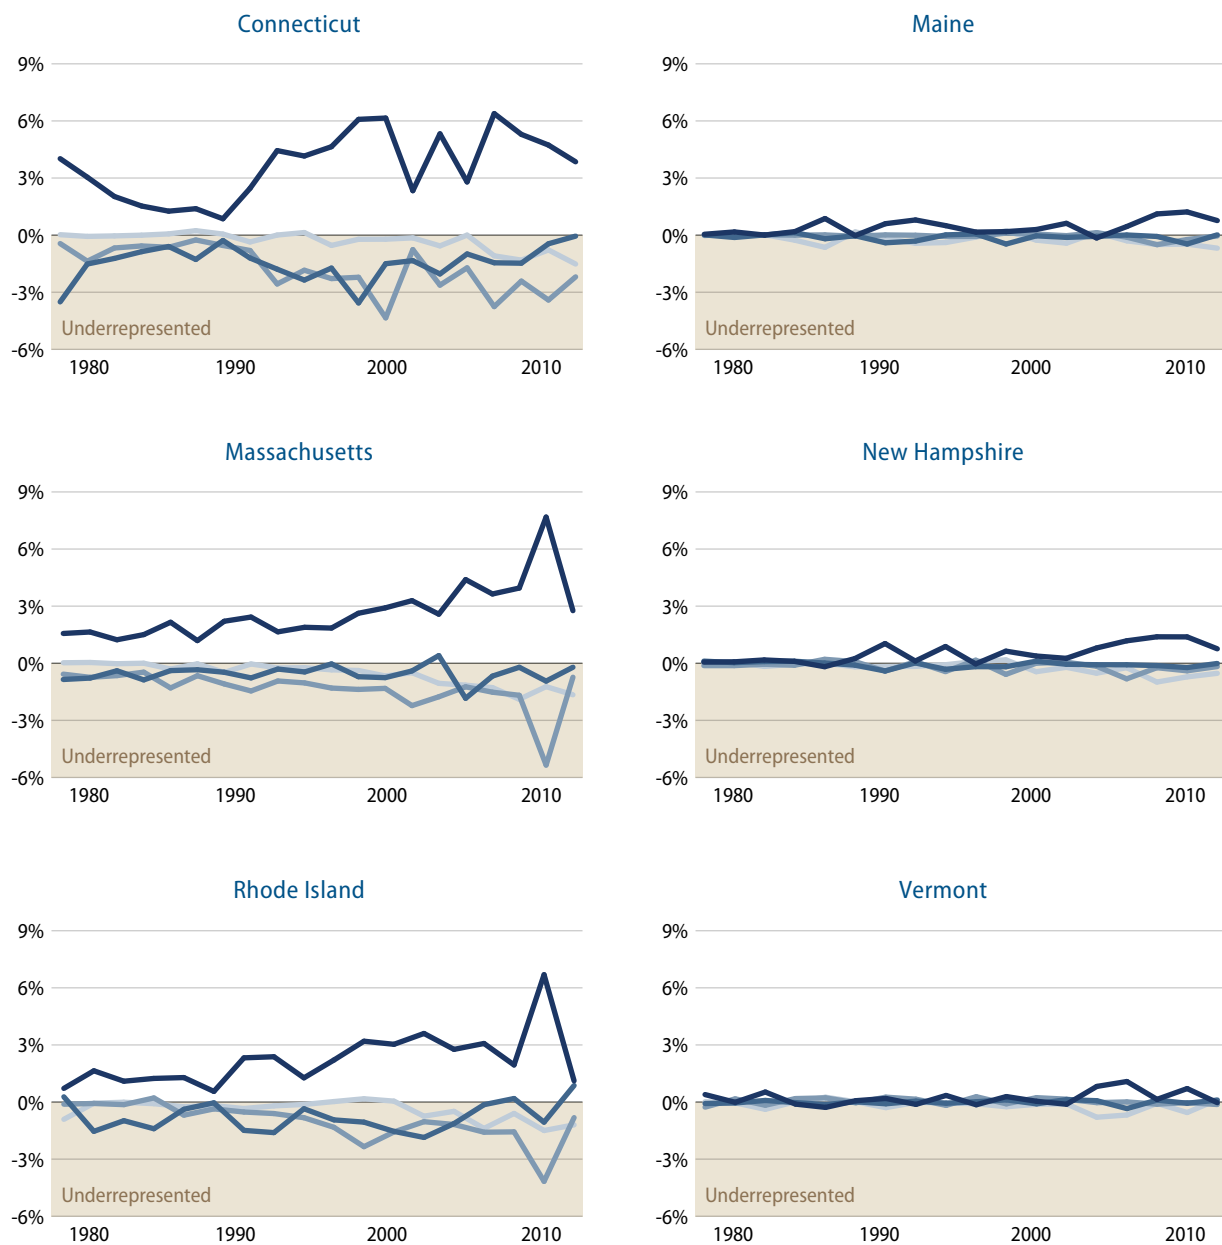 Connecticut
9%
6%
3%
0%
-3%
-6%
Underrepresented
1980 1990 2000 2010
Maine
9%
6%
3%
0%
-3%
-6%
Underrepresented
1980 1990 2000 2010
Massachusetts
9%
6%
3%
0%
-3%
-6%
Underrepresented
1980 1990 2000 2010
New Hampshire
9%
6%
3%
0%
-3%
-6%
Underrepresented
1980 1990 2000 2010
Rhode Island
9%
6%
3%
0%
-3%
-6%
Underrepresented
1980 1990 2000 2010
Vermont
9%
6%
3%
0%
-3%
-6%
Underrepresented
1980 1990 2000 2010